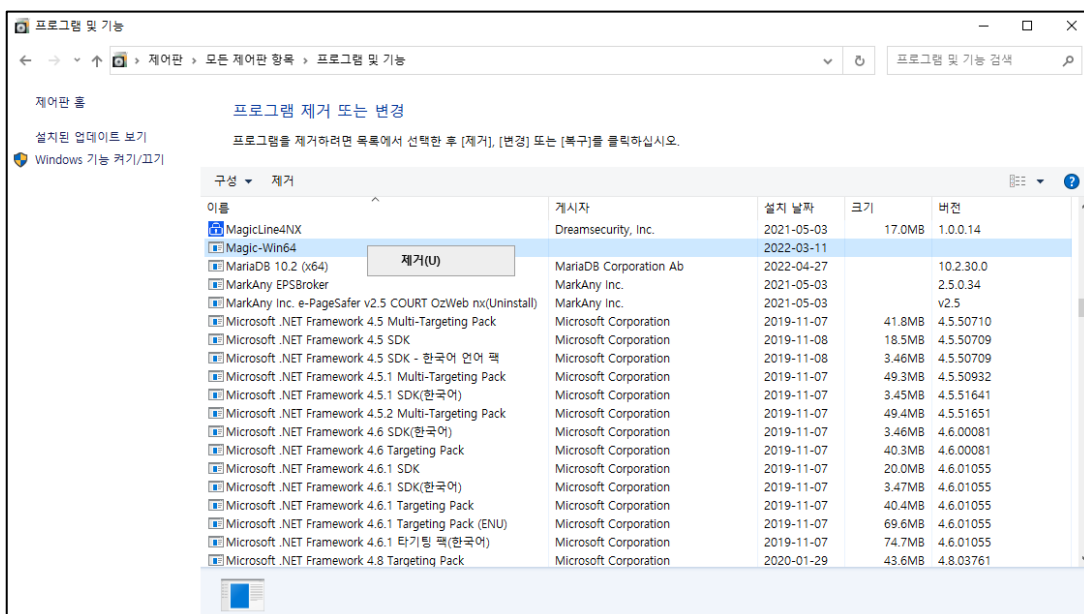 프로그램 및 기능
제어판 › 모든 제어판 항목 › 프로그램 및 기능
프로그램 및 기능 검색
제어판 홈
설치된 업데이트 보기
Windows 기능 켜기/끄기
프로그램 제거 또는 변경
프로그램을 제거하려면 목록에서 선택한 후 [제거], [변경] 또는 [복구]를 클릭하십시오.
구성 제거
이름 게시자 설치 날짜 크기 버전
MagicLine4NX Dreamsecurity, Inc. 2021-05-03 17.0MB 1.0.0.14
Magic-Win64 2022-03-11
제거(U)
MariaDB 10.2 (x64) MariaDB Corporation Ab 2022-04-27 10.2.30.0
MarkAny EPSBroker MarkAny Inc. 2021-05-03 2.5.0.34
MarkAny Inc. e-PageSafer v2.5 COURT OzWeb nx(Uninstall) MarkAny Inc. 2021-05-03 v2.5
Microsoft .NET Framework 4.5 Multi-Targeting Pack Microsoft Corporation 2019-11-07 41.8MB 4.5.50710
Microsoft .NET Framework 4.5 SDK Microsoft Corporation 2019-11-08 18.5MB 4.5.50709
Microsoft .NET Framework 4.5 SDK - 한국어 언어 팩 Microsoft Corporation 2019-11-08 3.46MB 4.5.50709
Microsoft .NET Framework 4.5.1 Multi-Targeting Pack Microsoft Corporation 2019-11-07 49.3MB 4.5.50932
Microsoft .NET Framework 4.5.1 SDK(한국어) Microsoft Corporation 2019-11-07 3.45MB 4.5.51641
Microsoft .NET Framework 4.5.2 Multi-Targeting Pack Microsoft Corporation 2019-11-07 49.4MB 4.5.51651
Microsoft .NET Framework 4.6 SDK(한국어) Microsoft Corporation 2019-11-07 3.46MB 4.6.00081
Microsoft .NET Framework 4.6 Targeting Pack Microsoft Corporation 2019-11-07 40.3MB 4.6.00081
Microsoft .NET Framework 4.6.1 SDK Microsoft Corporation 2019-11-07 20.0MB 4.6.01055
Microsoft .NET Framework 4.6.1 SDK(한국어) Microsoft Corporation 2019-11-07 3.47MB 4.6.01055
Microsoft .NET Framework 4.6.1 Targeting Pack Microsoft Corporation 2019-11-07 40.4MB 4.6.01055
Microsoft .NET Framework 4.6.1 Targeting Pack (ENU) Microsoft Corporation 2019-11-07 69.6MB 4.6.01055
Microsoft .NET Framework 4.6.1 타기팅 팩(한국어) Microsoft Corporation 2019-11-07 74.7MB 4.6.01055
Microsoft .NET Framework 4.8 Targeting Pack Microsoft Corporation 2020-01-29 43.6MB 4.8.03761